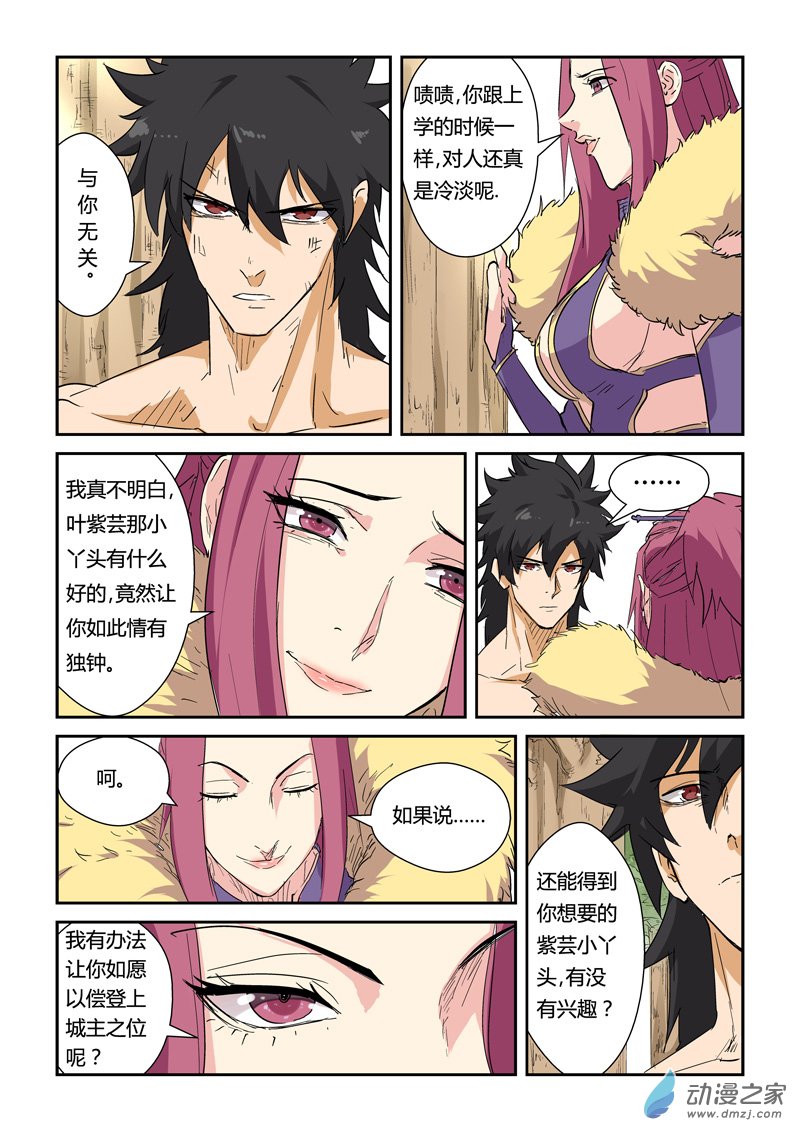 与你无关。
啧啧,你跟上
学的时候一
样,对人还真
是冷淡呢.
我真不明白,
叶紫芸那小
丫头有什么
好的,竟然让
你如此情有
独钟。
······
呵。
如果说……
我有办法
让你如愿
以偿登上
城主之位
呢？
还能得到
你想要的
紫芸小丫
头,有没
有兴趣？
动漫之家
www.dmzj.com